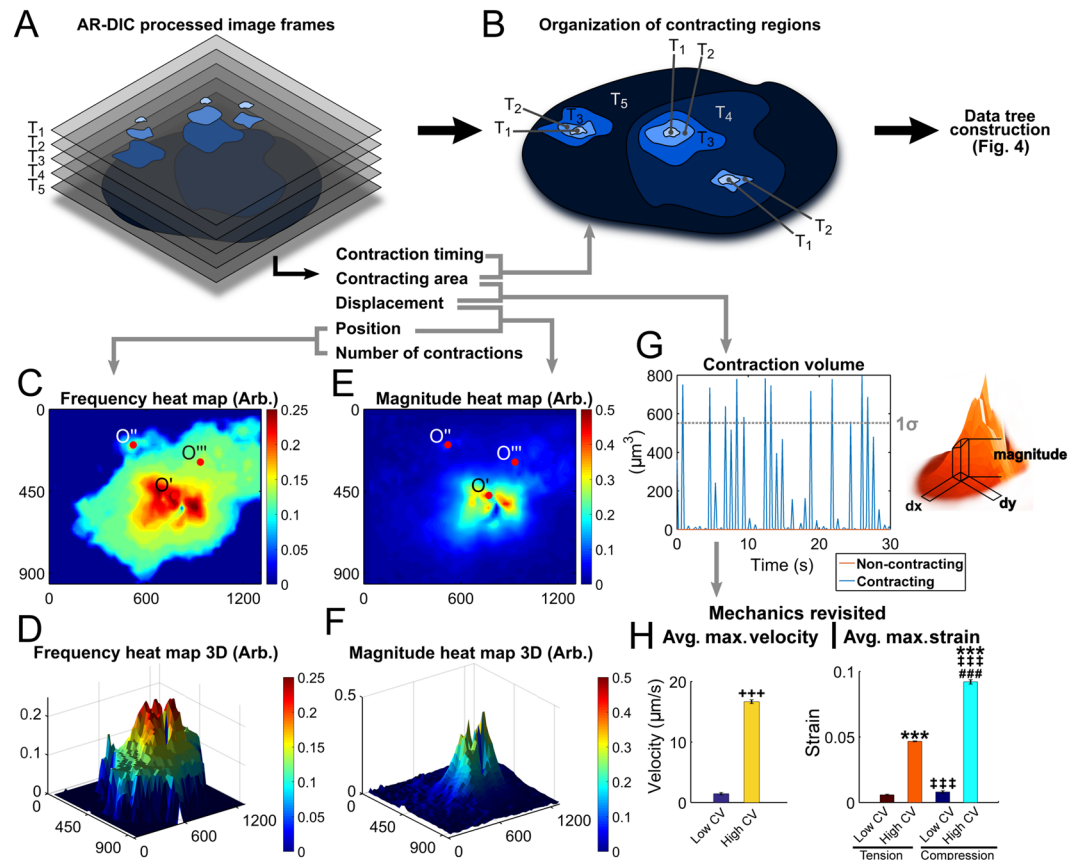 A
AR-DIC processed image frames
T1
T2
T3
T4
T5
B
Organization of contracting regions
T1
T2
T5
T4
T2
T3
T1
T3
T2
T1
Data tree
construction
(Fig. 4)
Contraction timing
Contracting area
Displacement
Position
Number of contractions
C
Frequency heat map (Arb.)
0
450
900
600
1200
O''
O'''
O'
0.25
0.2
0.15
0.1
0.05
0
E
Magnitude heat map (Arb.)
0
450
900
600
1200
O''
O'''
O'
0.5
0.4
0.3
0.2
0.1
0
G
Contraction volume
(µm³)
800
600
400
200
0
0
10
20
30
Time (s)
1σ
Non-contracting
Contracting
magnitude
dx
dy
D
Frequency heat map 3D (Arb.)
0.2
0.1
0
0
450
900
0
600
1200
0.25
0.2
0.15
0.1
0.05
0
F
Magnitude heat map 3D (Arb.)
0.5
0
0
450
900
0
600
1200
0.5
0.4
0.3
0.2
0.1
0
Mechanics revisited
H
Avg. max. velocity
Velocity (µm/s)
20
10
0
+++
Low CV
High CV
I
Avg. max. strain
Strain
0.1
0.05
0
***
‡‡‡
***
‡‡‡
###
Low CV
High CV
Low CV
High CV
Tension
Compression